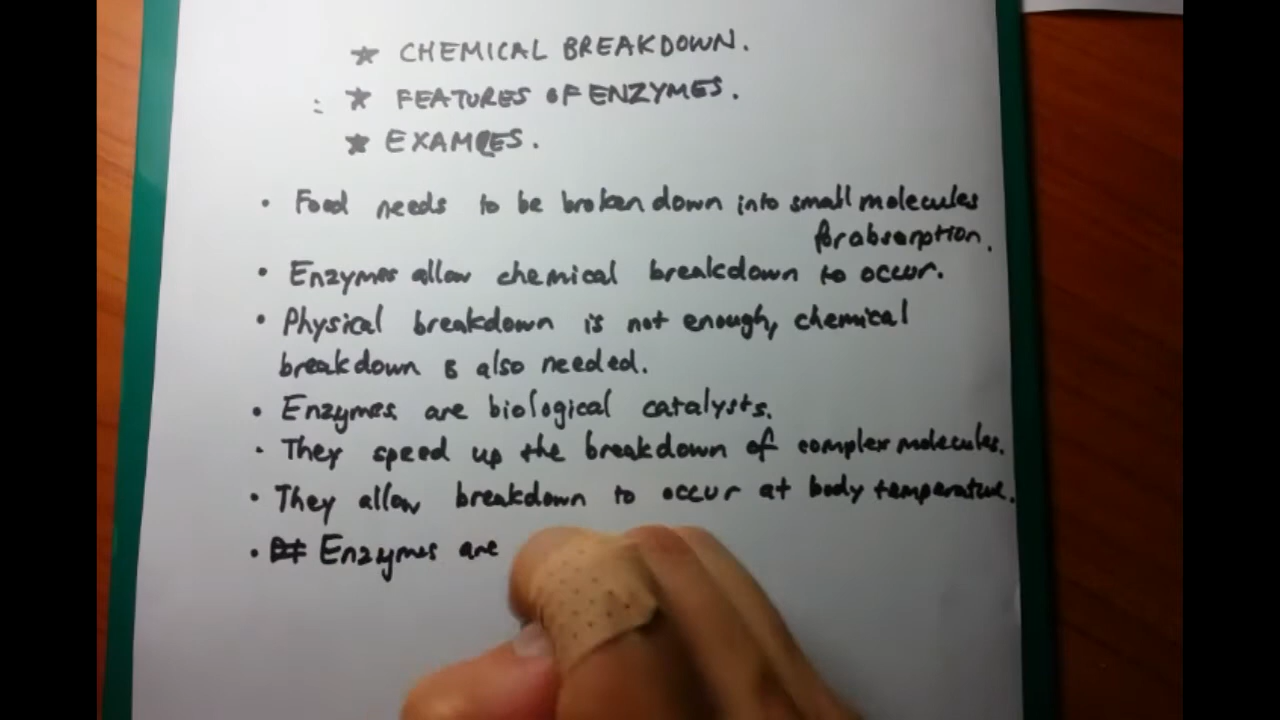 ★ CHEMICAL BREAKDOWN.
: ★ FEATURES OF ENZYMES.
★ EXAMPLES.
• Food needs to be broken down into small molecules
for absorption.
• Enzymes allow chemical breakdown to occur.
• Physical breakdown is not enough, chemical
breakdown is also needed.
• Enzymes are biological catalysts.
• They speed up the breakdown of complex molecules.
• They allow breakdown to occur at body temperature.
• Enzymes are